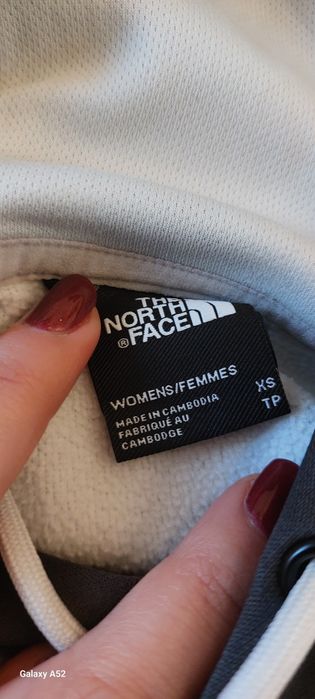 THE
NORTH
FACE
®
WOMENS/FEMMES
XS
MADE IN CAMBODIA
TP
FABRIQUÉ AU
CAMBODGE
Galaxy A52